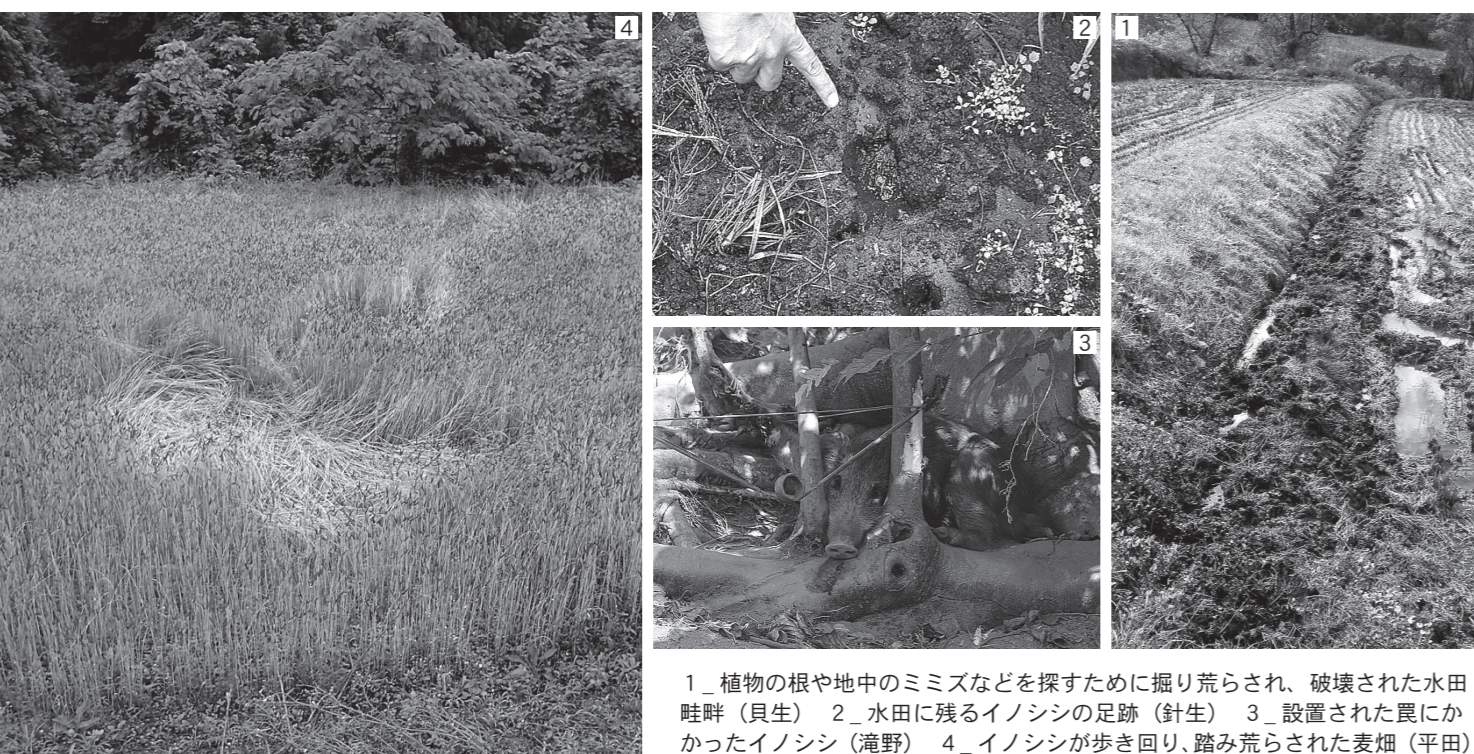 4
2
1
3
1_植物の根や地中のミミズなどを探すために掘り荒らされ、破壊された水田
畦畔（貝生） 2_水田に残るイノシシの足跡（針生） 3_設置された罠にか
かったイノシシ（滝野） 4_イノシシが歩き回り、踏み荒らされた麦畑（平田）